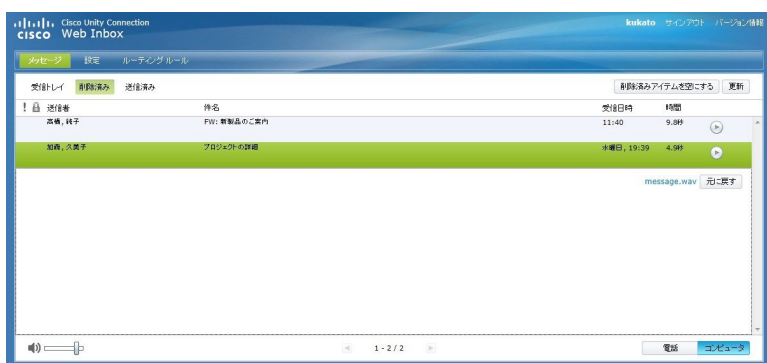 Cisco Unity Connection
CISCO Web Inbox
kukato サインアウト バージョン情報
メッセージ 設定 ルーティング ルール
受信トレイ 削除済み 送信済み
削除済みアイテムを空にする 更新
! 送信者 件名 受信日時 時間
高橋, 純子 FW: 新製品のご案内 11:40 9.8秒
加藤, 久美子 プロジェクトの詳細 水曜日, 19:39 4.9秒
message.wav 元に戻す
1 - 2 / 2
電話 コンピュータ